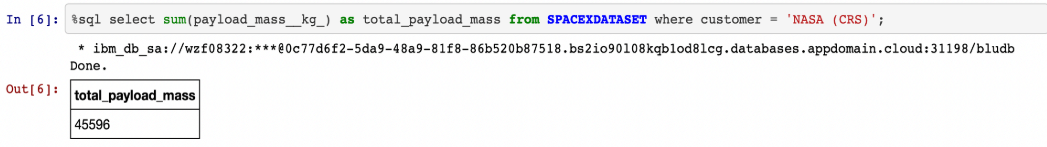 In [6]: %sql select sum(payload_mass__kg_) as total_payload_mass from SPACEXDATASET where customer = 'NASA (CRS)';
* ibm_db_sa://wzf08322:***@0c77d6f2-5da9-48a9-81f8-86b520b87518.bs2io90l08kqb1od8lcg.databases.appdomain.cloud:31198/bludb
Done.
Out[6]: total_payload_mass
45596